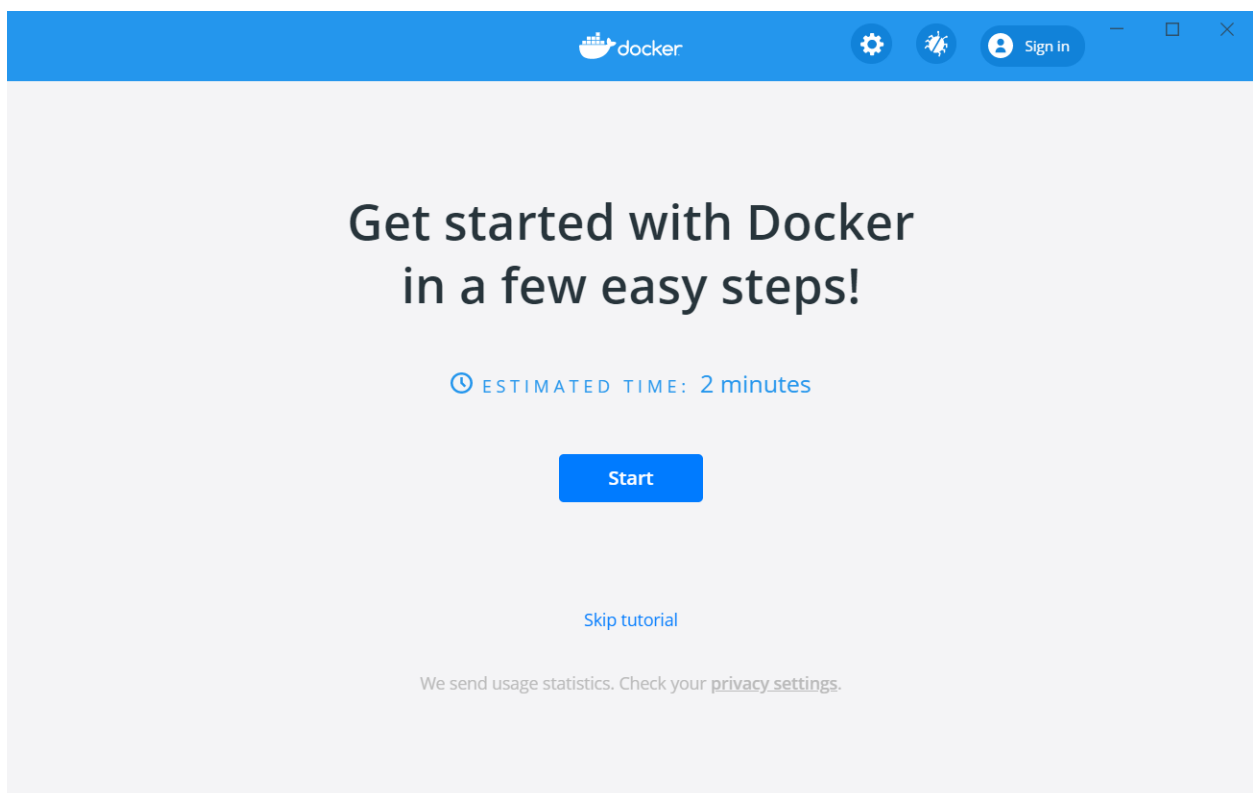 docker
Sign in
Get started with Docker
in a few easy steps!
ESTIMATED TIME: 2 minutes
Start
Skip tutorial
We send usage statistics. Check your privacy settings.